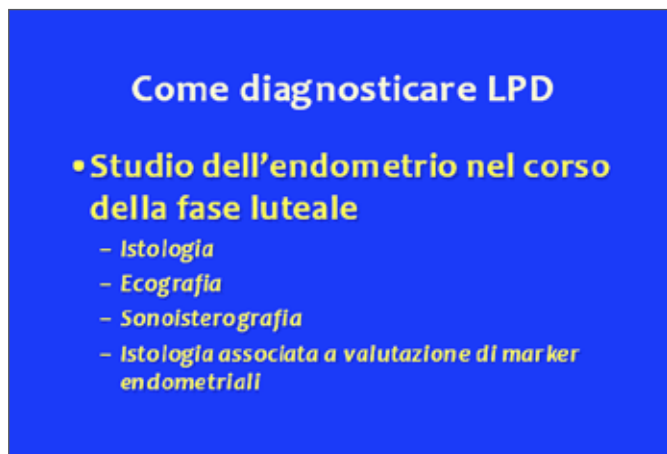 Come diagnosticare LPD
•Studio dell'endometrio nel corso
della fase luteale
– Istologia
– Ecografia
– Sonoisterografia
– Istologia associata a valutazione di marker
endometriali